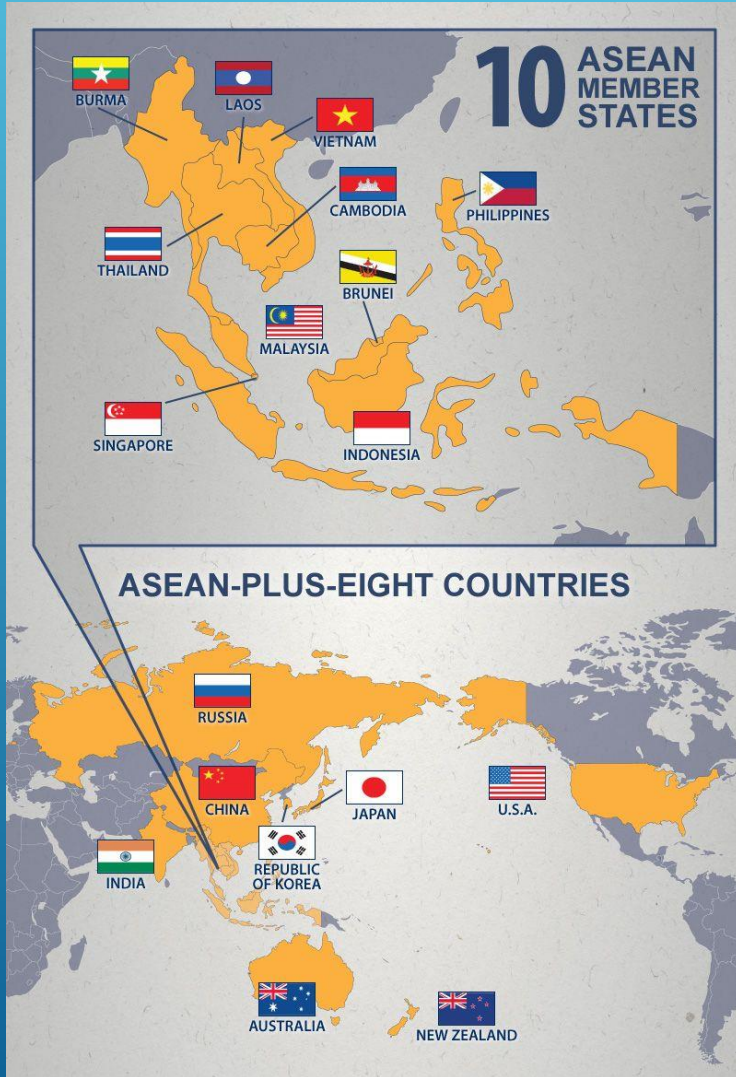 10 ASEAN
MEMBER
STATES
BURMA
LAOS
VIETNAM
CAMBODIA
PHILIPPINES
THAILAND
BRUNEI
MALAYSIA
SINGAPORE
INDONESIA
ASEAN-PLUS-EIGHT COUNTRIES
RUSSIA
CHINA
JAPAN
U.S.A.
INDIA
REPUBLIC
OF KOREA
AUSTRALIA
NEW ZEALAND